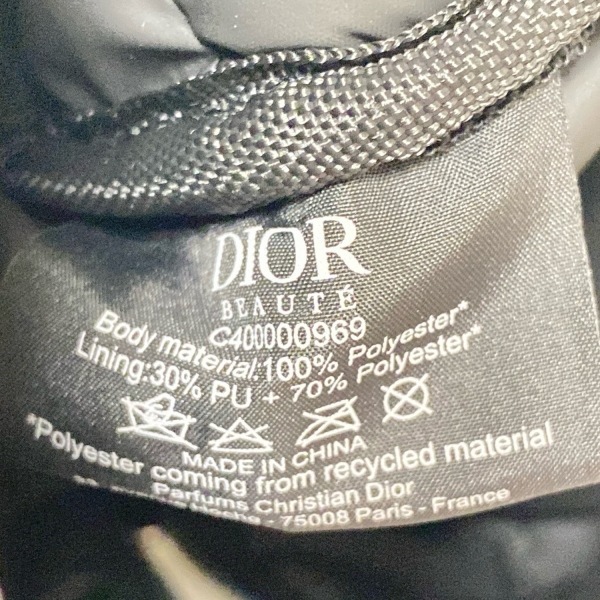 DIOR
BEAUTÉ
C400000969
Body material:100% Polyester*
Lining:30% PU + 70% Polyester*
MADE IN CHINA
*Polyester coming from recycled material
Parfums Christian Dior
75008 Paris - France